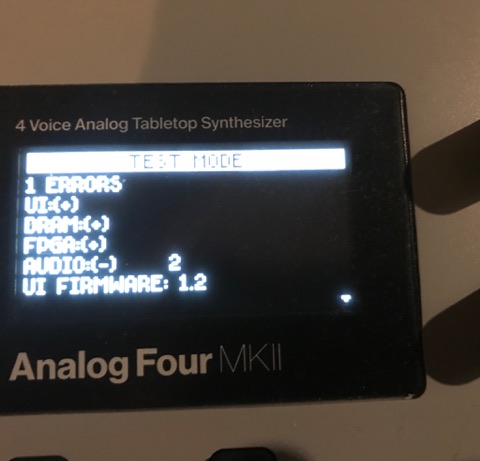 4 Voice Analog Tabletop Synthesizer
TEST MODE
1 ERRORS
UI:(+)
DRAM:(+)
FPGA:(+)
AUDIO:(-) 2
UI FIRMWARE: 1.2
Analog Four MKII